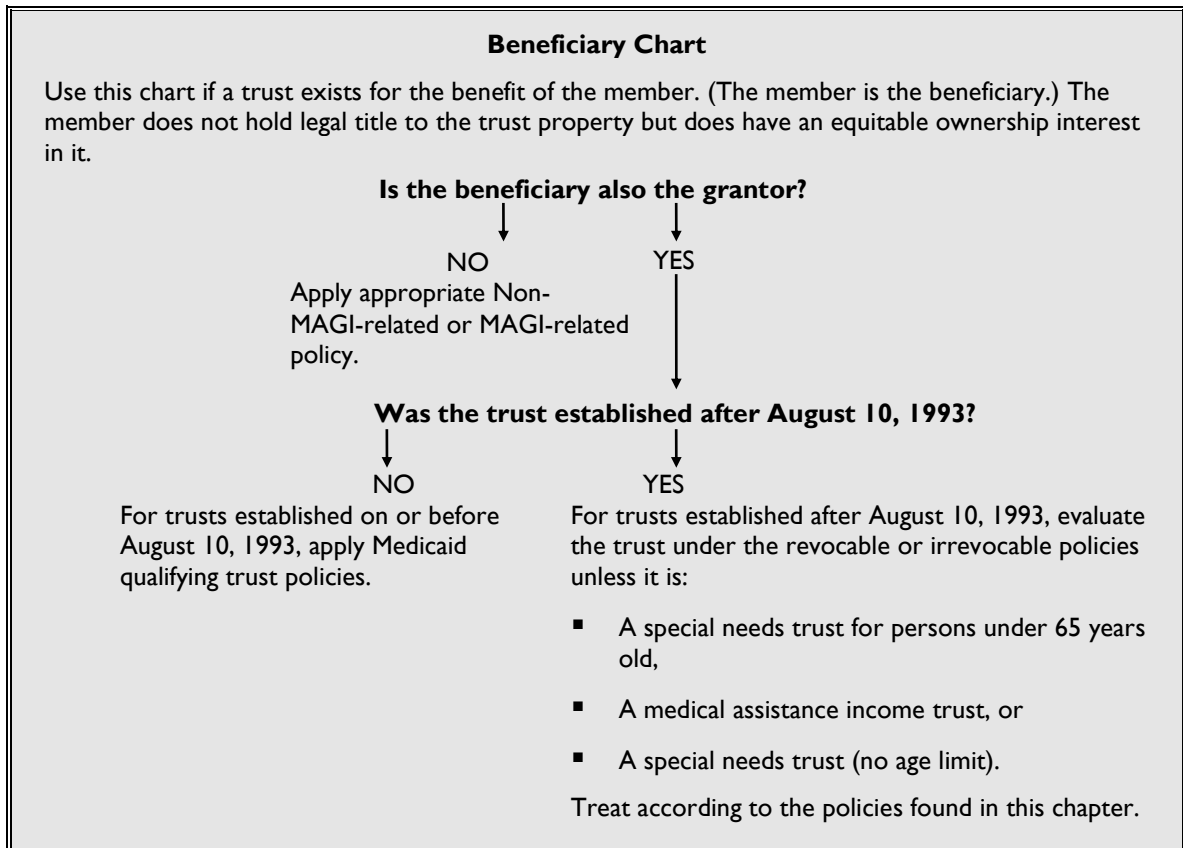 Beneficiary Chart
Use this chart if a trust exists for the benefit of the member. (The member is the beneficiary.) The
member does not hold legal title to the trust property but does have an equitable ownership interest
in it.
Is the beneficiary also the grantor?
NO
Apply appropriate Non-
MAGI-related or MAGI-related
policy.
YES
Was the trust established after August 10, 1993?
NO
For trusts established on or before
August 10, 1993, apply Medicaid
qualifying trust policies.
YES
For trusts established after August 10, 1993, evaluate
the trust under the revocable or irrevocable policies
unless it is:
▪ A special needs trust for persons under 65 years
old,
▪ A medical assistance income trust, or
▪ A special needs trust (no age limit).
Treat according to the policies found in this chapter.